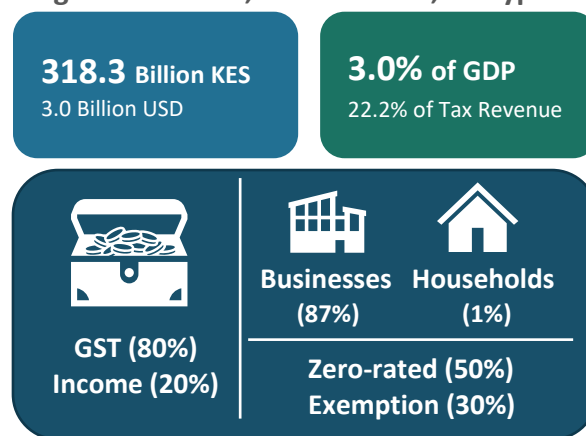 318.3 Billion KES
3.0 Billion USD
3.0% of GDP
22.2% of Tax Revenue
GST (80%)
Income (20%)
Businesses
(87%)
Households
(1%)
Zero-rated (50%)
Exemption (30%)